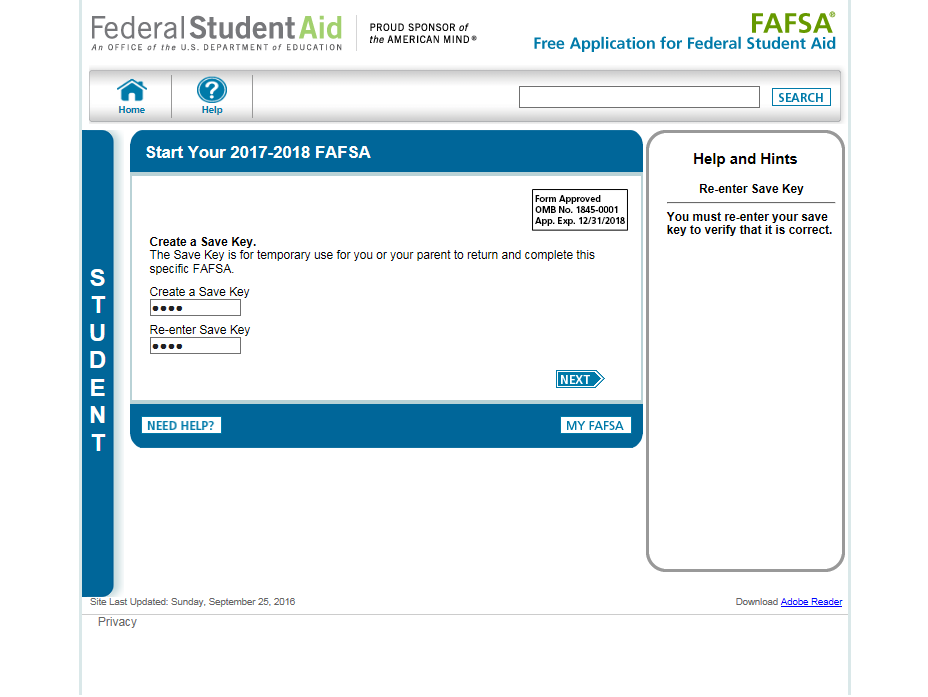 Federal Student Aid
An OFFICE of the U.S. DEPARTMENT of EDUCATION
PROUD SPONSOR of
the AMERICAN MIND®
FAFSA®
Free Application for Federal Student Aid
Home
Help
SEARCH
STUDENT
Start Your 2017-2018 FAFSA
Form Approved
OMB No. 1845-0001
App. Exp. 12/31/2018
Create a Save Key.
The Save Key is for temporary use for you or your parent to return and complete this
specific FAFSA.
Create a Save Key
Re-enter Save Key
NEXT
NEED HELP?
MY FAFSA
Help and Hints
Re-enter Save Key
You must re-enter your save
key to verify that it is correct.
Site Last Updated: Sunday, September 25, 2016
Download Adobe Reader
Privacy